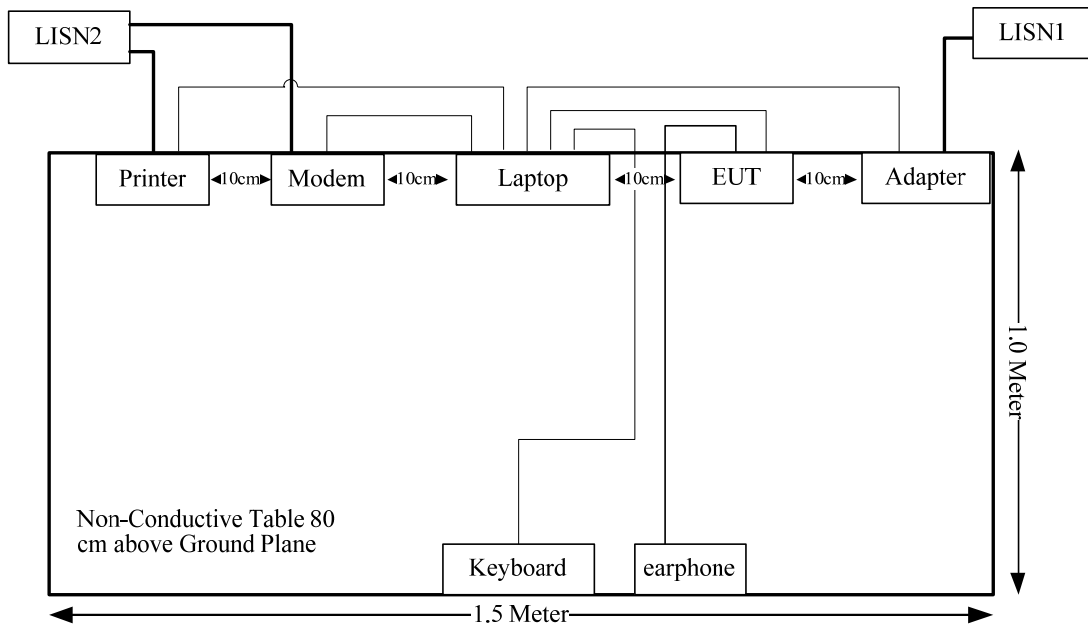 LISN2
LISN1
Printer
10cm
Modem
10cm
Laptop
10cm
EUT
10cm
Adapter
1.0 Meter
Non-Conductive Table 80
cm above Ground Plane
Keyboard
earphone
1.5 Meter